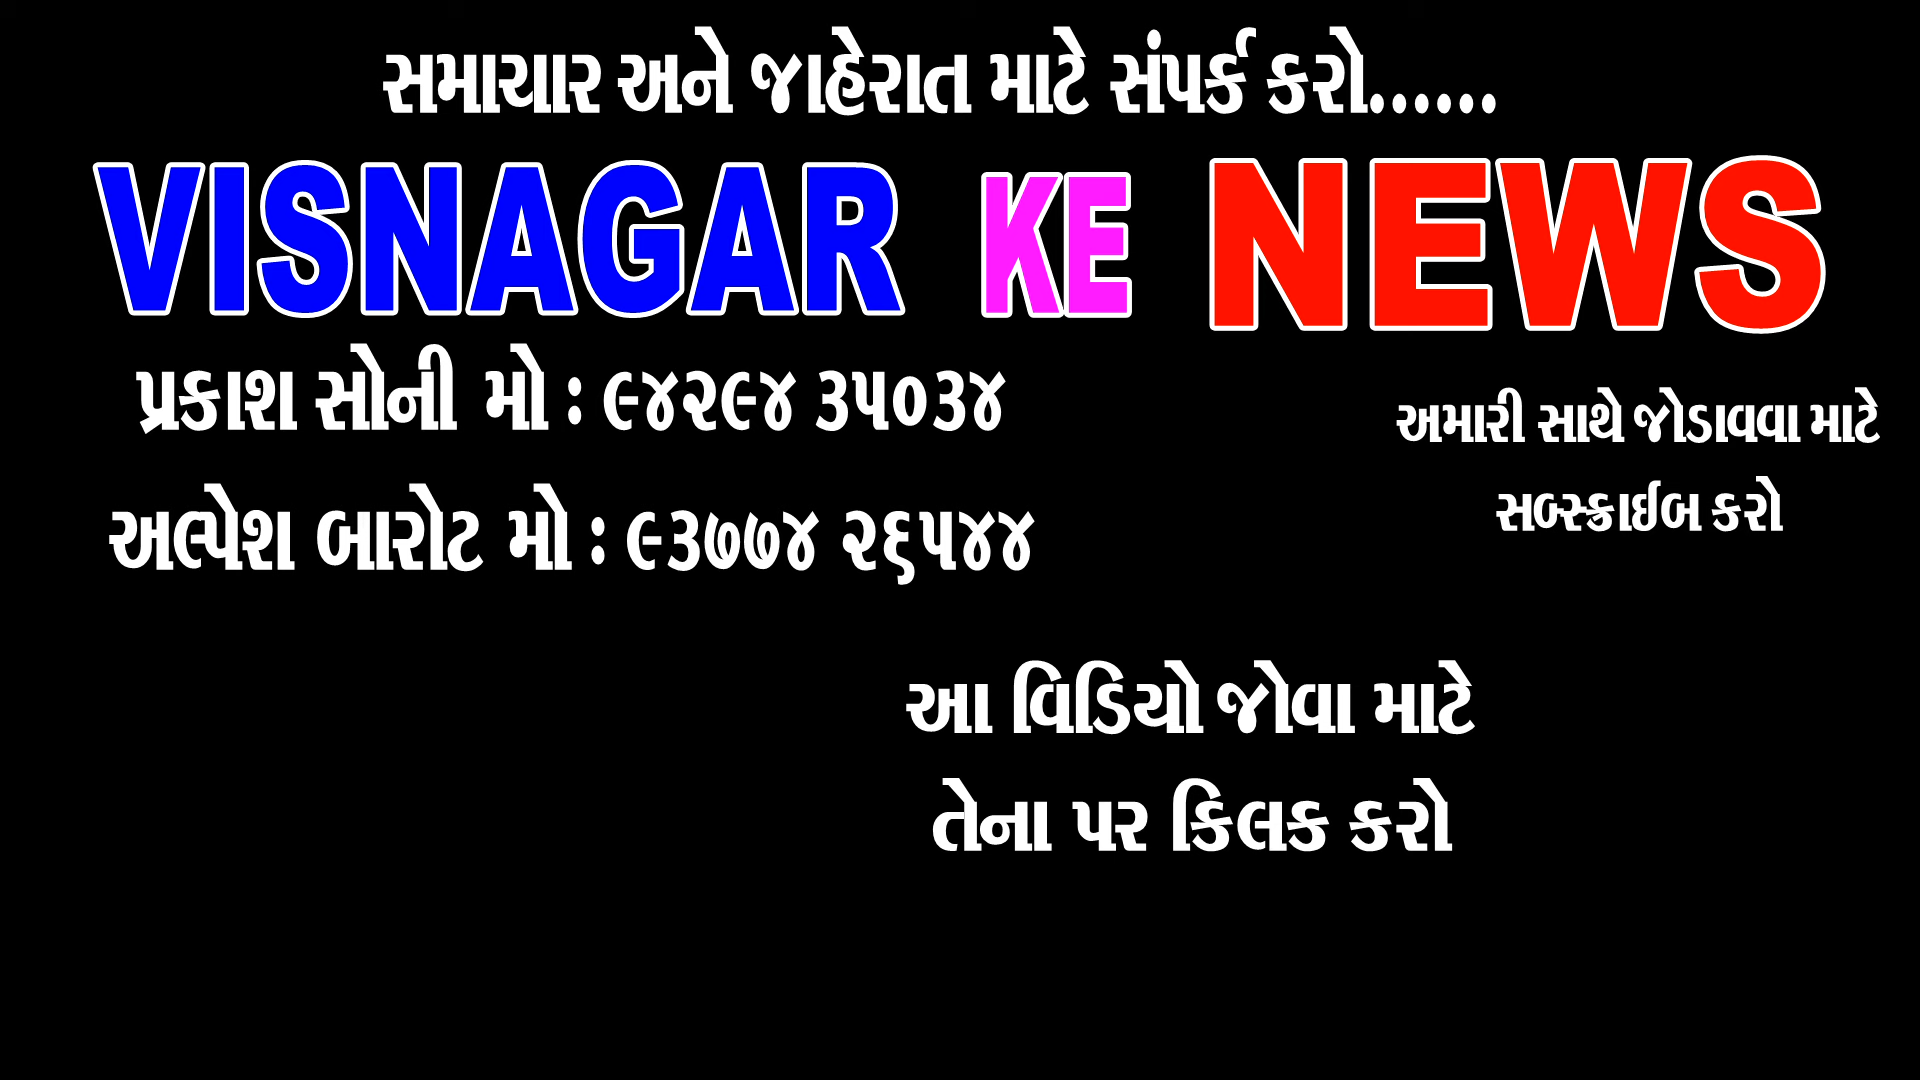 સમાચાર અને જાહેરાત માટે સંપર્ક કરો......
VISNAGAR KE NEWS
પ્રકાશ સોની મો : ૯૪૨૯૪ ૩૫૦૩૪
અલ્પેશ બારોટ મો : ૯૩૭૭૪ ૨૬૫૪૪
અમારી સાથે જોડાવવા માટે
સબ્સ્ક્રાઈબ કરો
આ વિડિયો જોવા માટે
તેના પર કિલક કરો